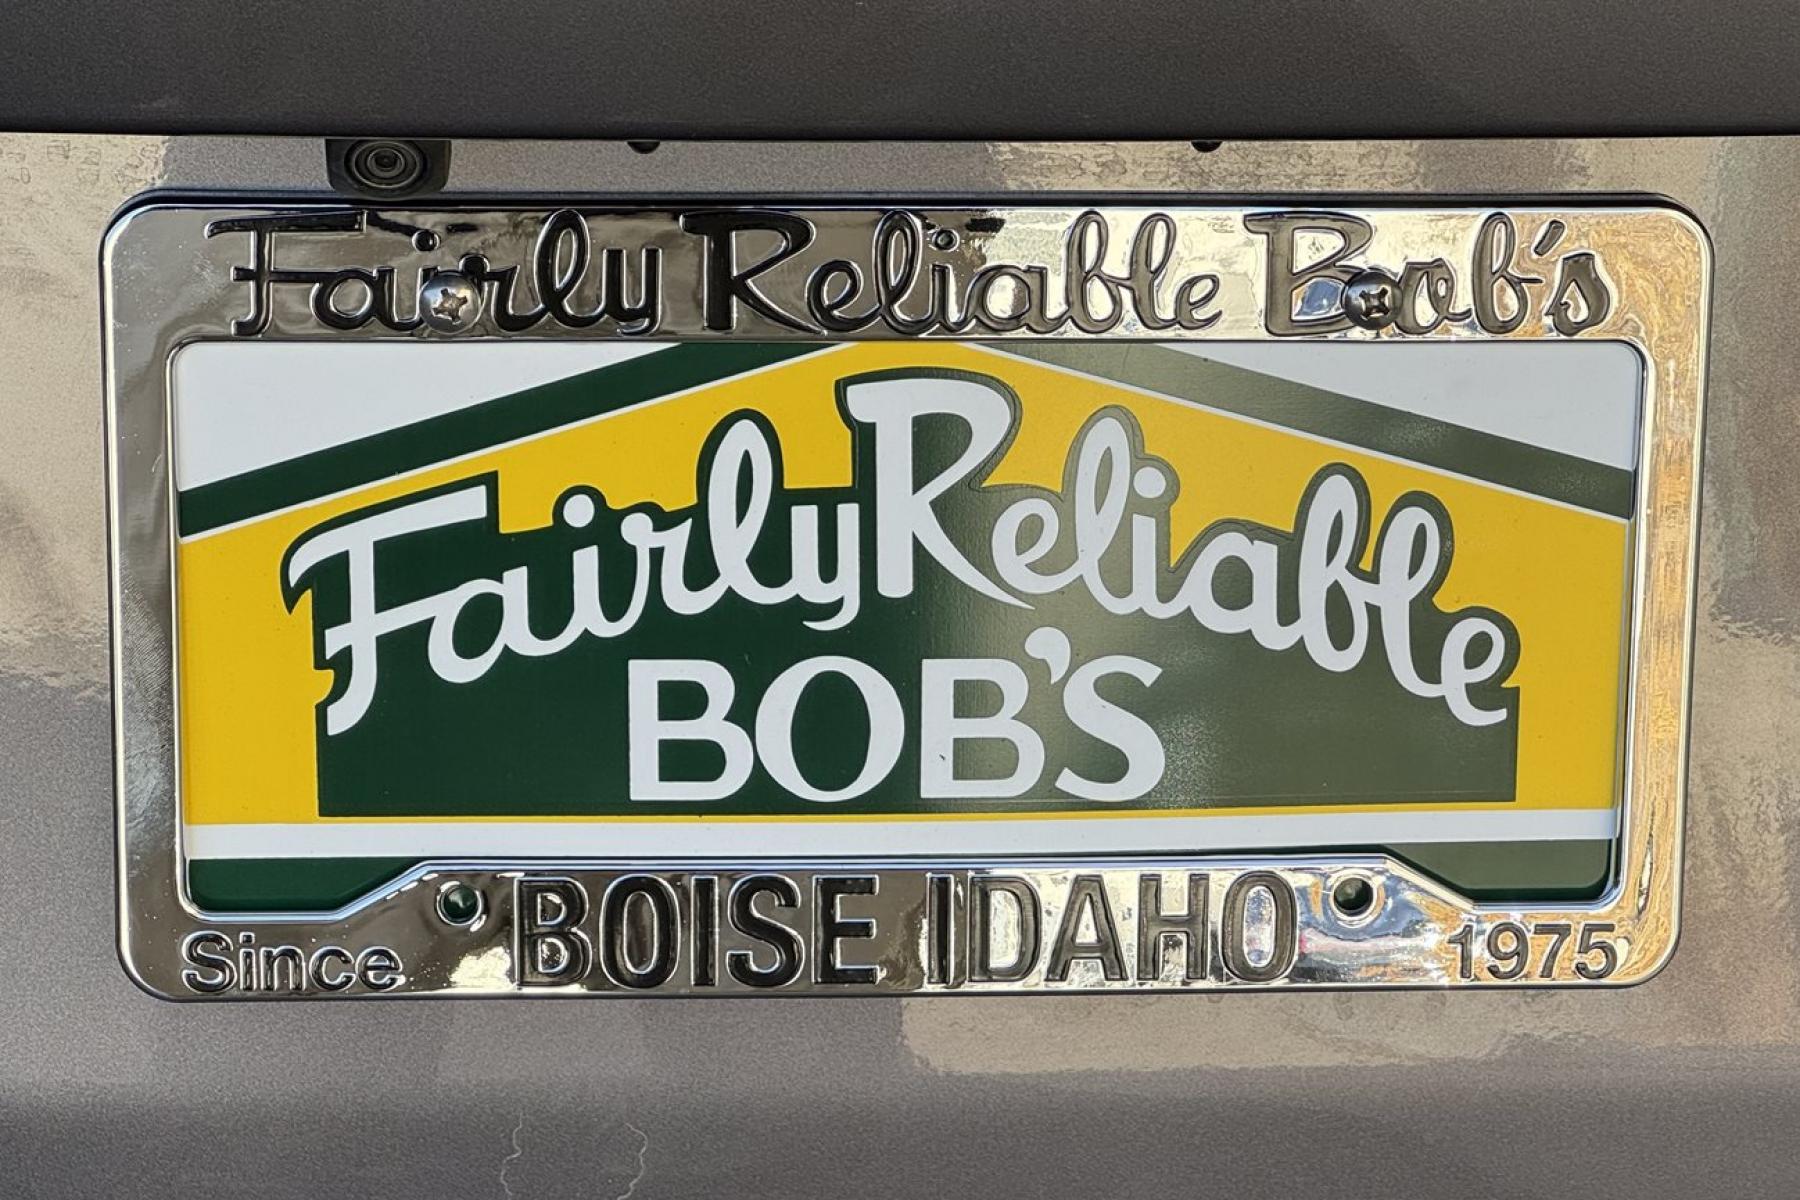 Fairly Reliable Bob's
Fairly Reliable
BOB'S
Since BOISE IDAHO 1975